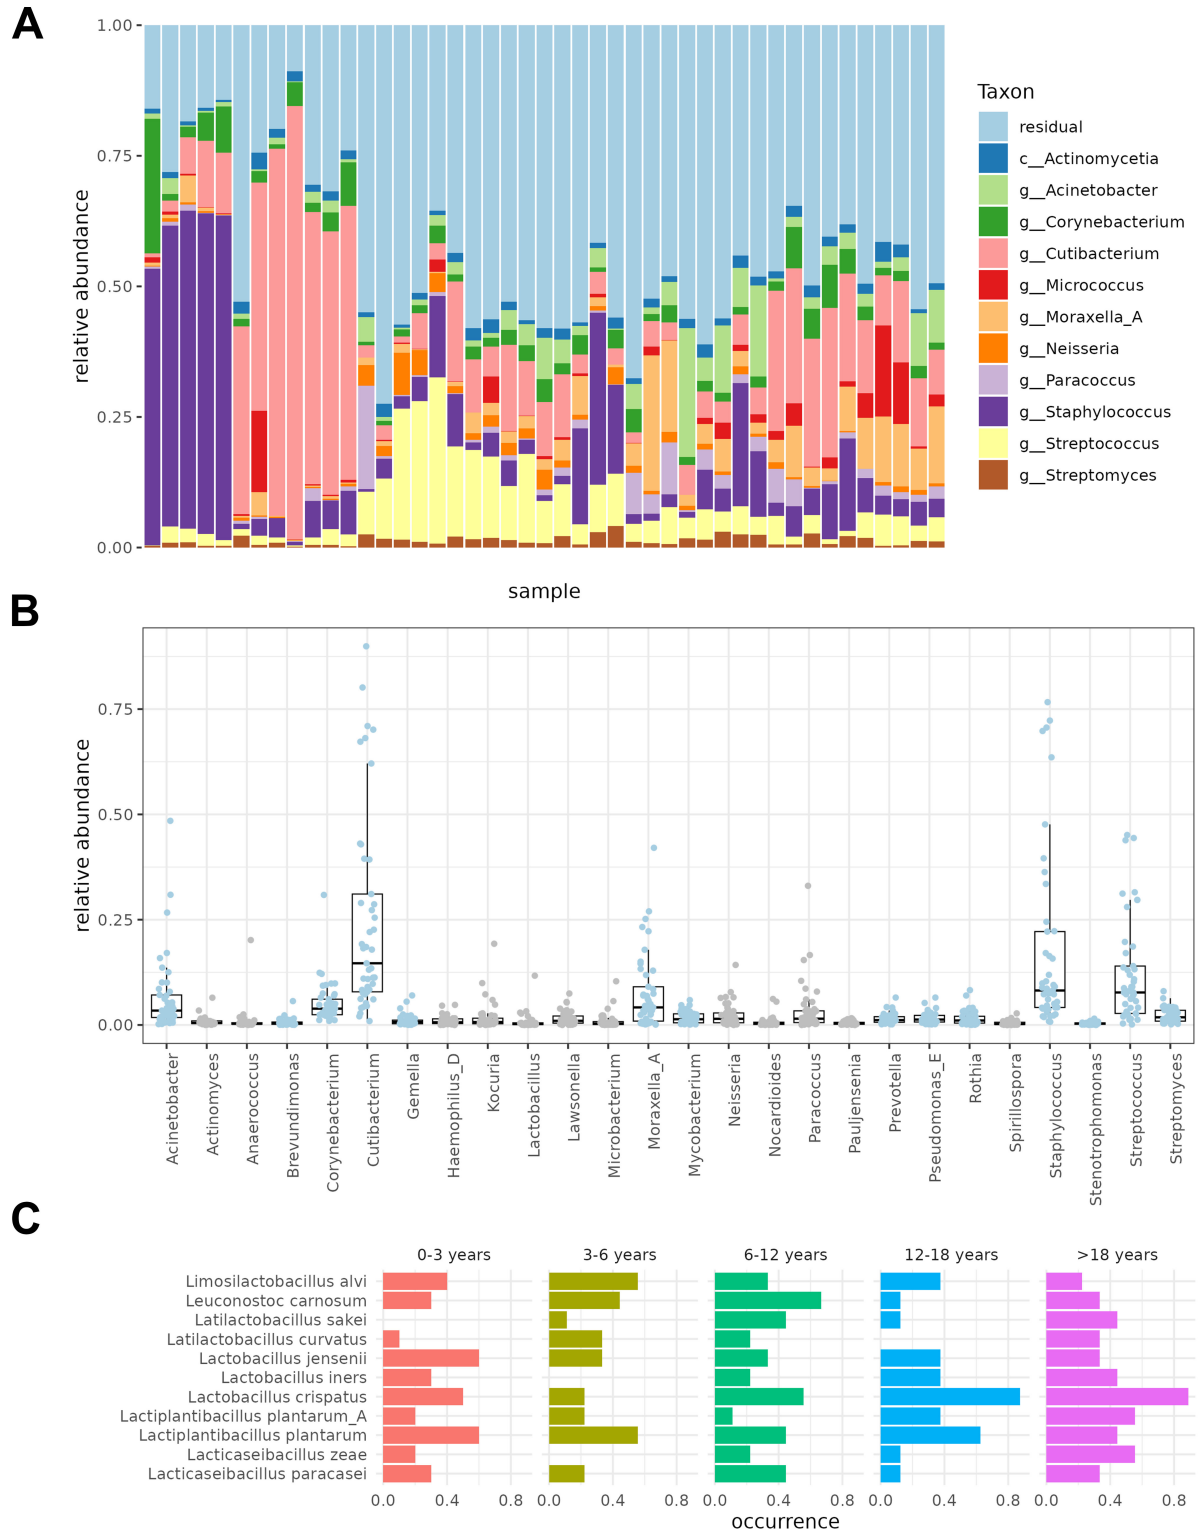 A
1.00
0.75
0.50
0.25
0.00
relative abundance
sample
Taxon
residual
c__Actinomycetia
g__Acinetobacter
g__Corynebacterium
g__Cutibacterium
g__Micrococcus
g__Moraxella_A
g__Neisseria
g__Paracoccus
g__Staphylococcus
g__Streptococcus
g__Streptomyces
B
0.75
0.50
0.25
0.00
relative abundance
Acinetobacter
Actinomyces
Anaerococcus
Brevundimonas
Corynebacterium
Cutibacterium
Gemella
Haemophilus_D
Kocuria
Lactobacillus
Lawsonella
Microbacterium
Moraxella_A
Mycobacterium
Neisseria
Nocardioides
Paracoccus
Pauljensenia
Prevotella
Pseudomonas_E
Rothia
Spirillospora
Staphylococcus
Stenotrophomonas
Streptococcus
Streptomyces
C
0-3 years 3-6 years 6-12 years 12-18 years >18 years
Limosilactobacillus alvi
Leuconostoc carnosum
Latilactobacillus sakei
Latilactobacillus curvatus
Lactobacillus jensenii
Lactobacillus iners
Lactobacillus crispatus
Lactiplantibacillus plantarum_A
Lactiplantibacillus plantarum
Lacticaseibacillus zeae
Lacticaseibacillus paracasei
0.0 0.4 0.8 0.0 0.4 0.8 0.0 0.4 0.8 0.0 0.4 0.8 0.0 0.4 0.8
occurrence